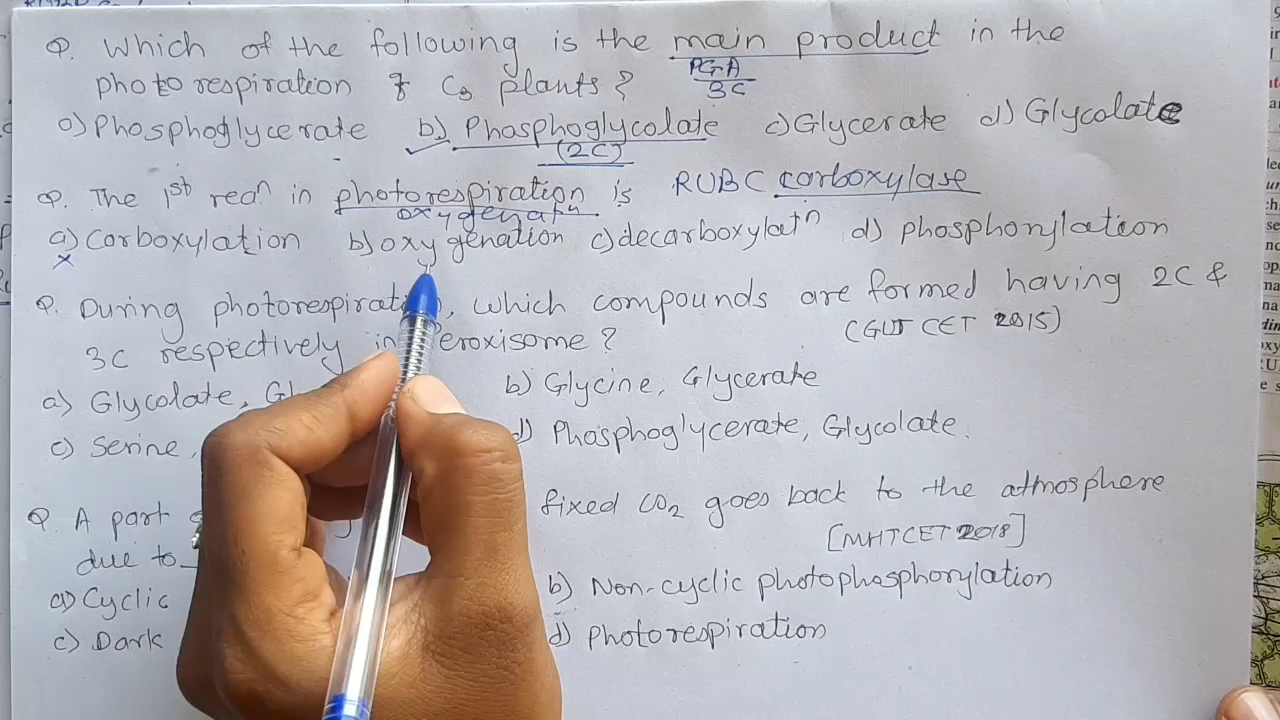 Q. Which of the following is the main product in the
photorespiration of C3 plants? PGA 3C
a) Phosphoglycerate b) Phosphoglycolate c) Glycerate d) Glycolate
(2C)
Q. The 1st rean in photorespiration is RUBC carboxylase
oxygenatn
a) Carboxylation b) oxygenation c) decarboxylatn d) phosphorylation
x
Q. During photorespiration, which compounds are formed having 2C &
3C respectively in Peroxisome? (GUJ CET 2015)
a) Glycolate, Gl b) Glycine, Glycerate
c) Serine, d) Phosphoglycerate, Glycolate.
Q. A part fixed CO2 goes back to the atmosphere
due to [MHTCET 2018]
a) Cyclic b) Non-cyclic photophosphorylation
c) Dark d) photorespiration